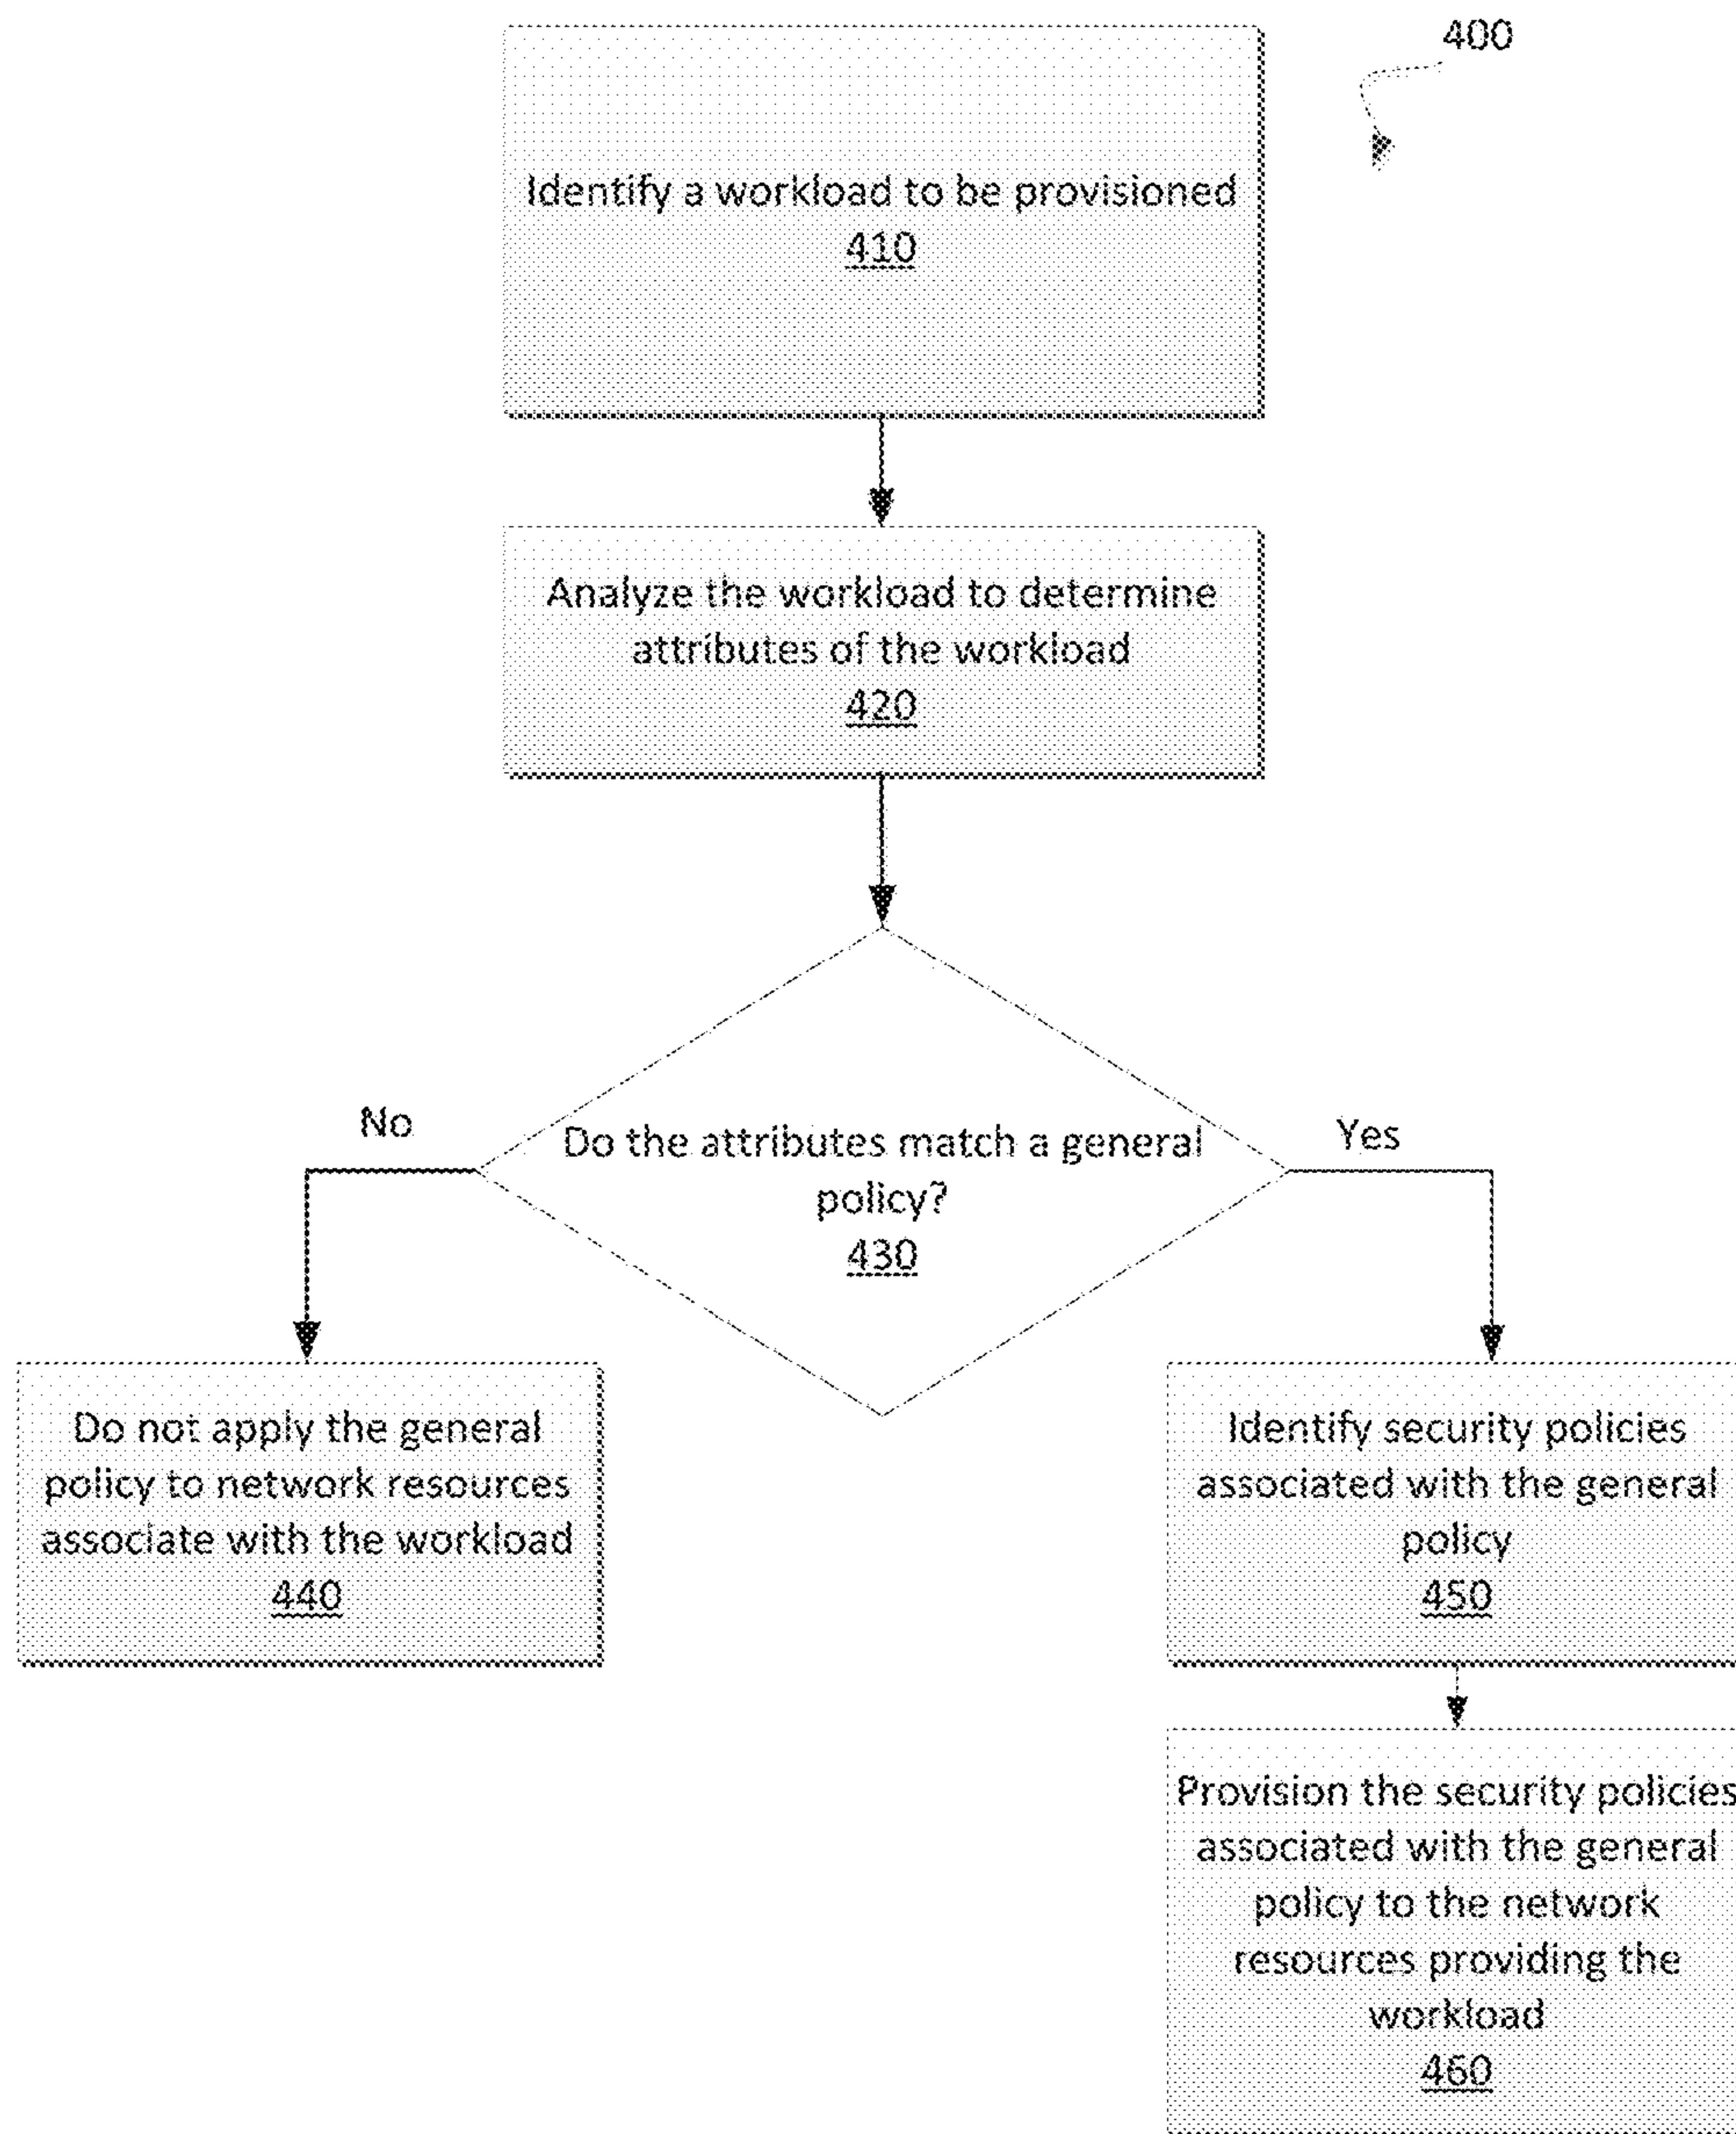 400
Identify a workload to be provisioned
410
Analyze the workload to determine
attributes of the workload
420
No
Yes
Do the attributes match a general
policy?
430
Do not apply the general
policy to network resources
associate with the workload
440
Identify security policies
associated with the general
policy
450
Provision the security policies
associated with the general
policy to the network
resources providing the
workload
460